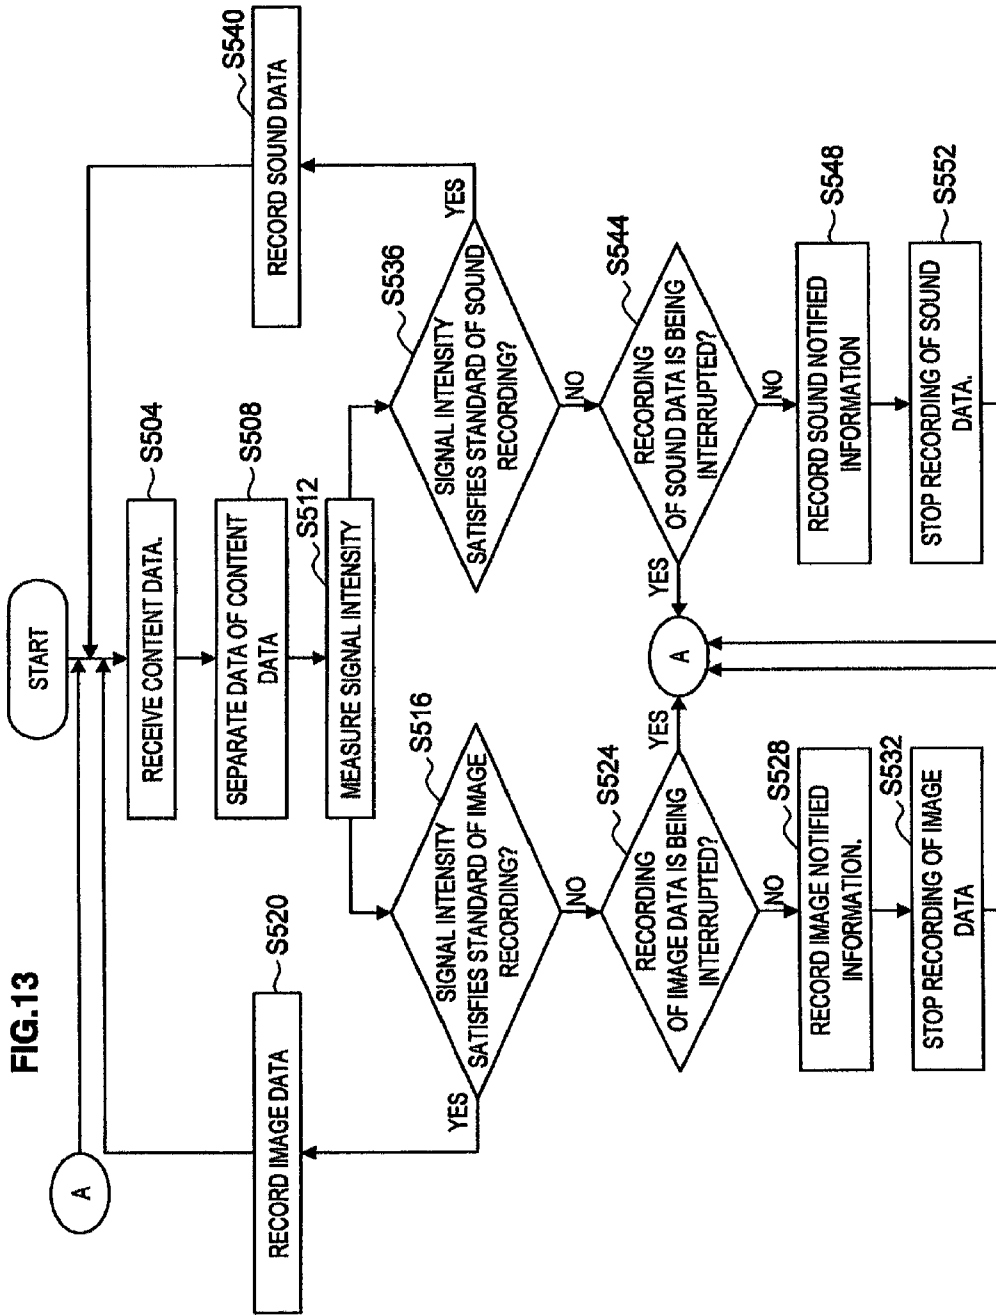 FIG.13
START
A
RECEIVE CONTENT DATA.
S504
SEPARATE DATA OF CONTENT
DATA
S508
MEASURE SIGNAL INTENSITY
S512
SIGNAL INTENSITY
SATISFIES STANDARD OF IMAGE
RECORDING?
S516
YES
NO
RECORD IMAGE DATA
S520
RECORDING
OF IMAGE DATA IS BEING
INTERRUPTED?
S524
YES
NO
A
RECORD IMAGE NOTIFIED
INFORMATION.
S528
STOP RECORDING OF IMAGE
DATA
S532
SIGNAL INTENSITY
SATISFIES STANDARD OF SOUND
RECORDING?
S536
YES
NO
RECORD SOUND DATA
S540
RECORDING
OF SOUND DATA IS BEING
INTERRUPTED?
S544
YES
NO
RECORD SOUND NOTIFIED
INFORMATION
S548
STOP RECORDING OF SOUND
DATA.
S552